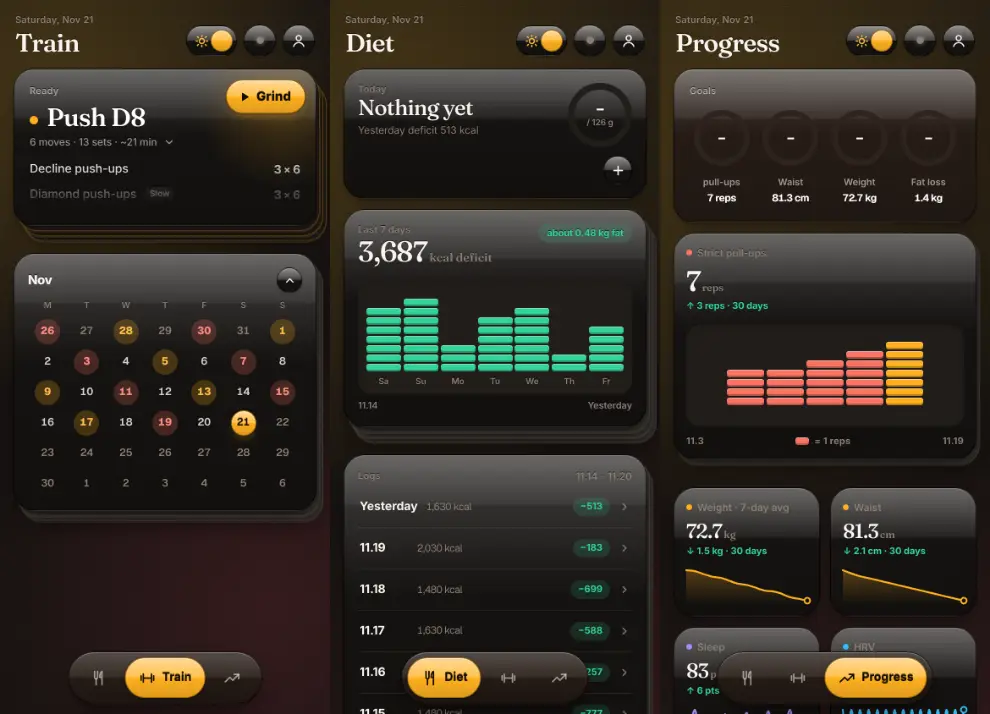 Saturday, Nov 21
Train
Ready
Grind
Push D8
6 moves · 13 sets · ~21 min
Decline push-ups 3 × 6
Diamond push-ups Slow 3 × 6
Nov
M T W T F S S
26 27 28 29 30 31 1
2 3 4 5 6 7 8
9 10 11 12 13 14 15
16 17 18 19 20 21 22
23 24 25 26 27 28 29
30 1 2 3 4 5 6
Train
Saturday, Nov 21
Diet
Today
Nothing yet
Yesterday deficit 513 kcal
-
/ 126 g
+
Last 7 days
about 0.48 kg fat
3,687 kcal deficit
Sa Su Mo Tu We Th Fr
11.14 Yesterday
Logs 11.14 – 11.20
Yesterday 1,630 kcal −513
11.19 2,030 kcal −183
11.18 1,480 kcal −699
11.17 1,630 kcal −588
11.16 257
11.15 1,480 kcal −777
Diet
Saturday, Nov 21
Progress
Goals
- - - -
pull-ups Waist Weight Fat loss
7 reps 81.3 cm 72.7 kg 1.4 kg
Strict pull-ups
7 reps
↑ 3 reps · 30 days
11.3 = 1 reps 11.19
Weight · 7-day avg
72.7 kg
↓ 1.5 kg · 30 days
Waist
81.3 cm
↓ 2.1 cm · 30 days
Sleep
83
↑ 6 pts
HRV
Progress